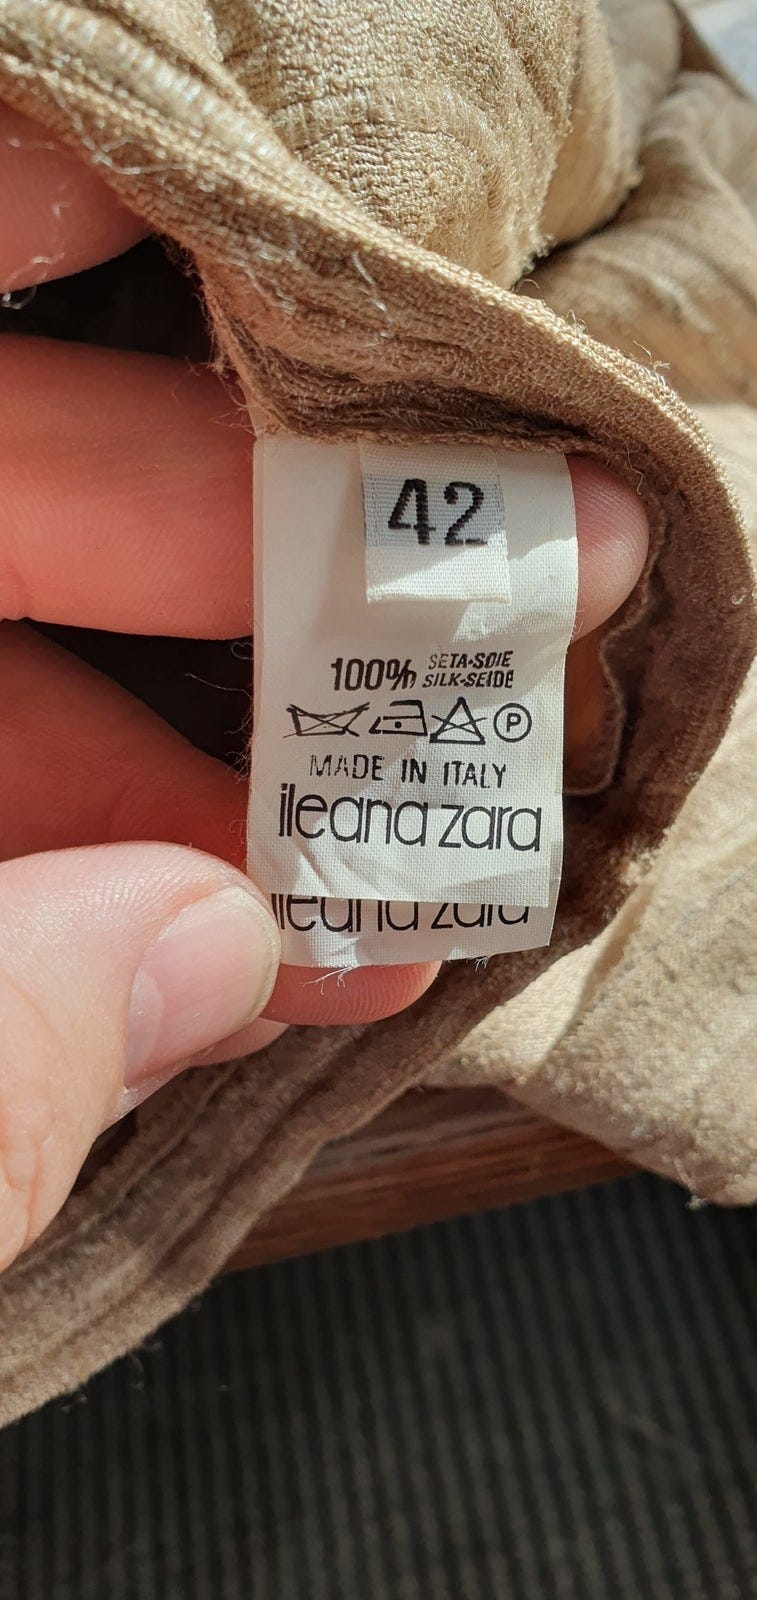 42
100% SETA-SOIE
SILK-SEIDE
P
MADE IN ITALY
ileana zara
ileana zara